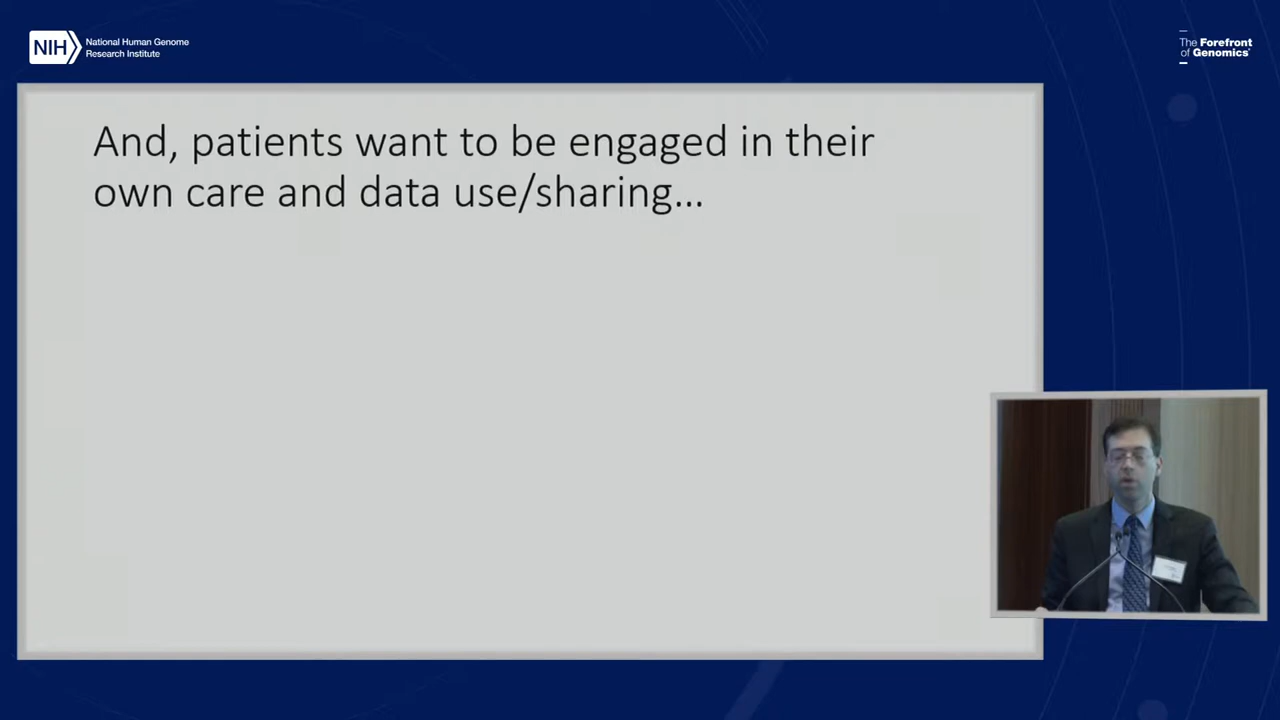 NIH
National Human Genome
Research Institute
The Forefront
of Genomics®
And, patients want to be engaged in their
own care and data use/sharing...